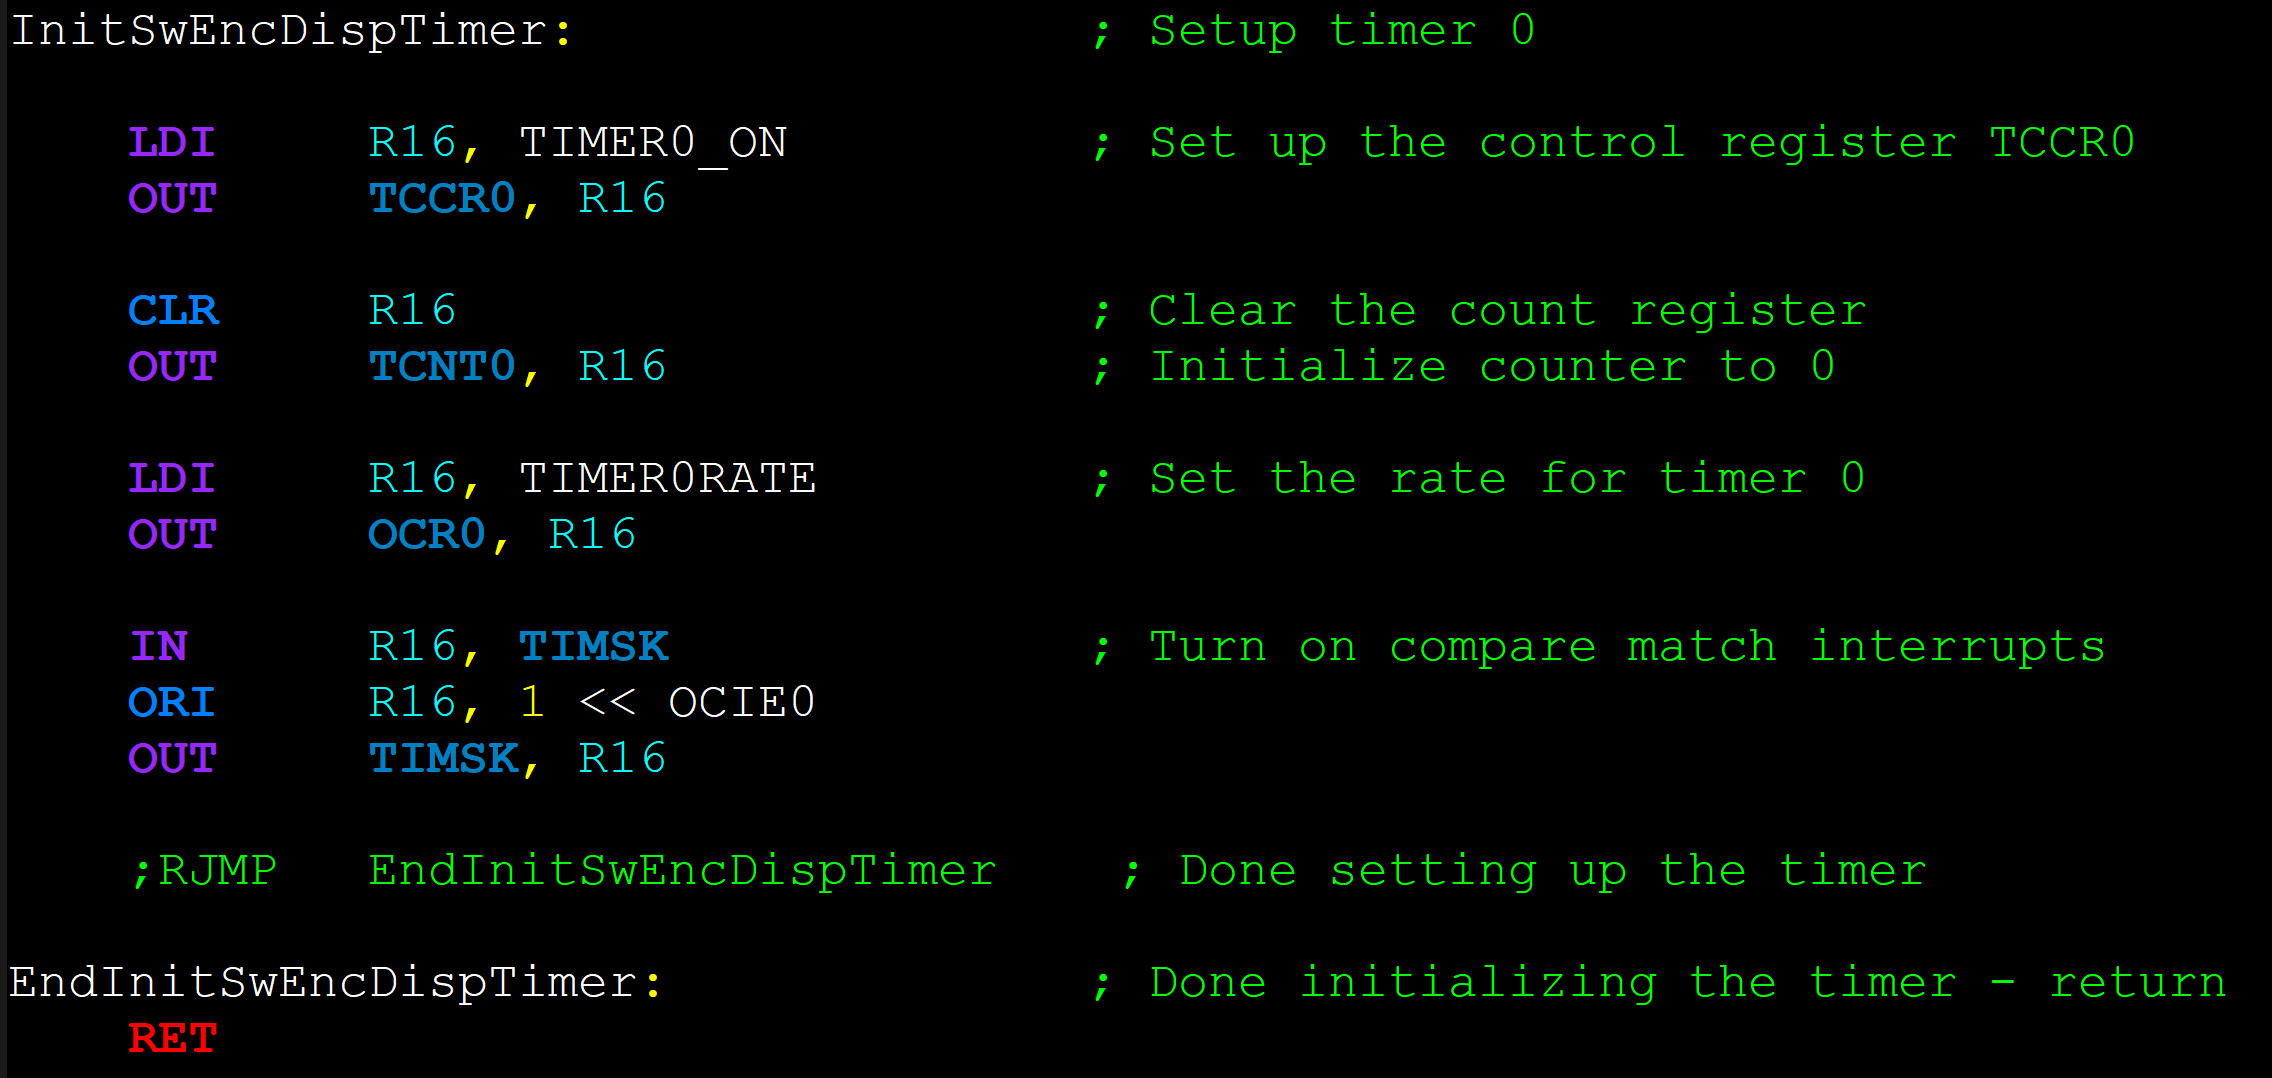 InitSwEncDispTimer:                 ; Setup timer 0
    LDI     R16, TIMER0_ON          ; Set up the control register TCCR0
    OUT     TCCR0, R16
    CLR     R16                     ; Clear the count register
    OUT     TCNT0, R16              ; Initialize counter to 0
    LDI     R16, TIMER0RATE         ; Set the rate for timer 0
    OUT     OCR0, R16
    IN      R16, TIMSK              ; Turn on compare match interrupts
    ORI     R16, 1 << OCIE0
    OUT     TIMSK, R16
    ;RJMP   EndInitSwEncDispTimer    ; Done setting up the timer
EndInitSwEncDispTimer:              ; Done initializing the timer - return
    RET